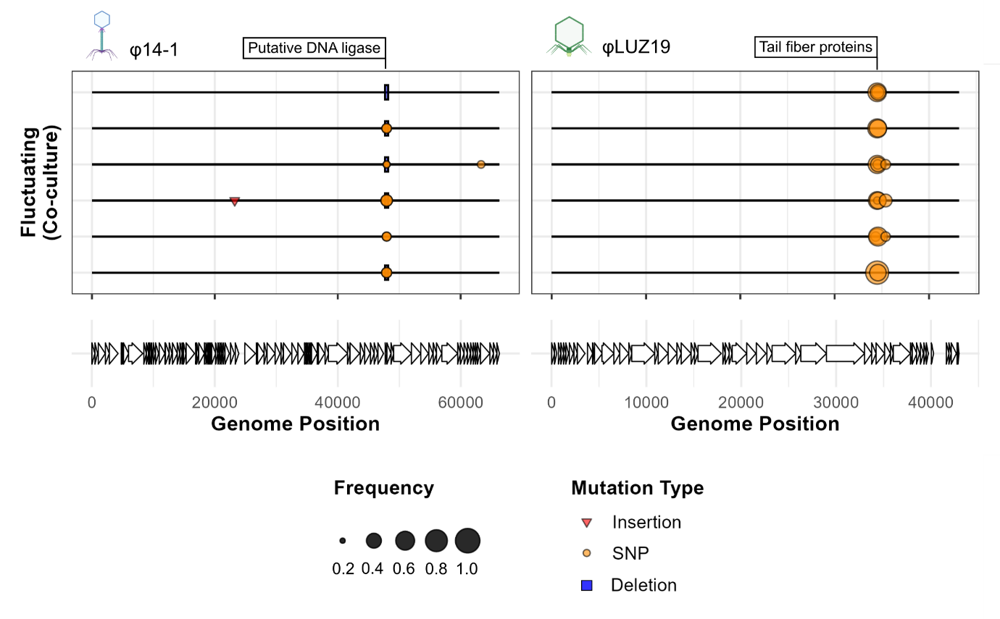 φ14-1
Putative DNA ligase
φLUZ19
Tail fiber proteins
Fluctuating
(Co-culture)
0 20000 40000 60000
Genome Position
0 10000 20000 30000 40000
Genome Position
Frequency
0.2 0.4 0.6 0.8 1.0
Mutation Type
Insertion
SNP
Deletion